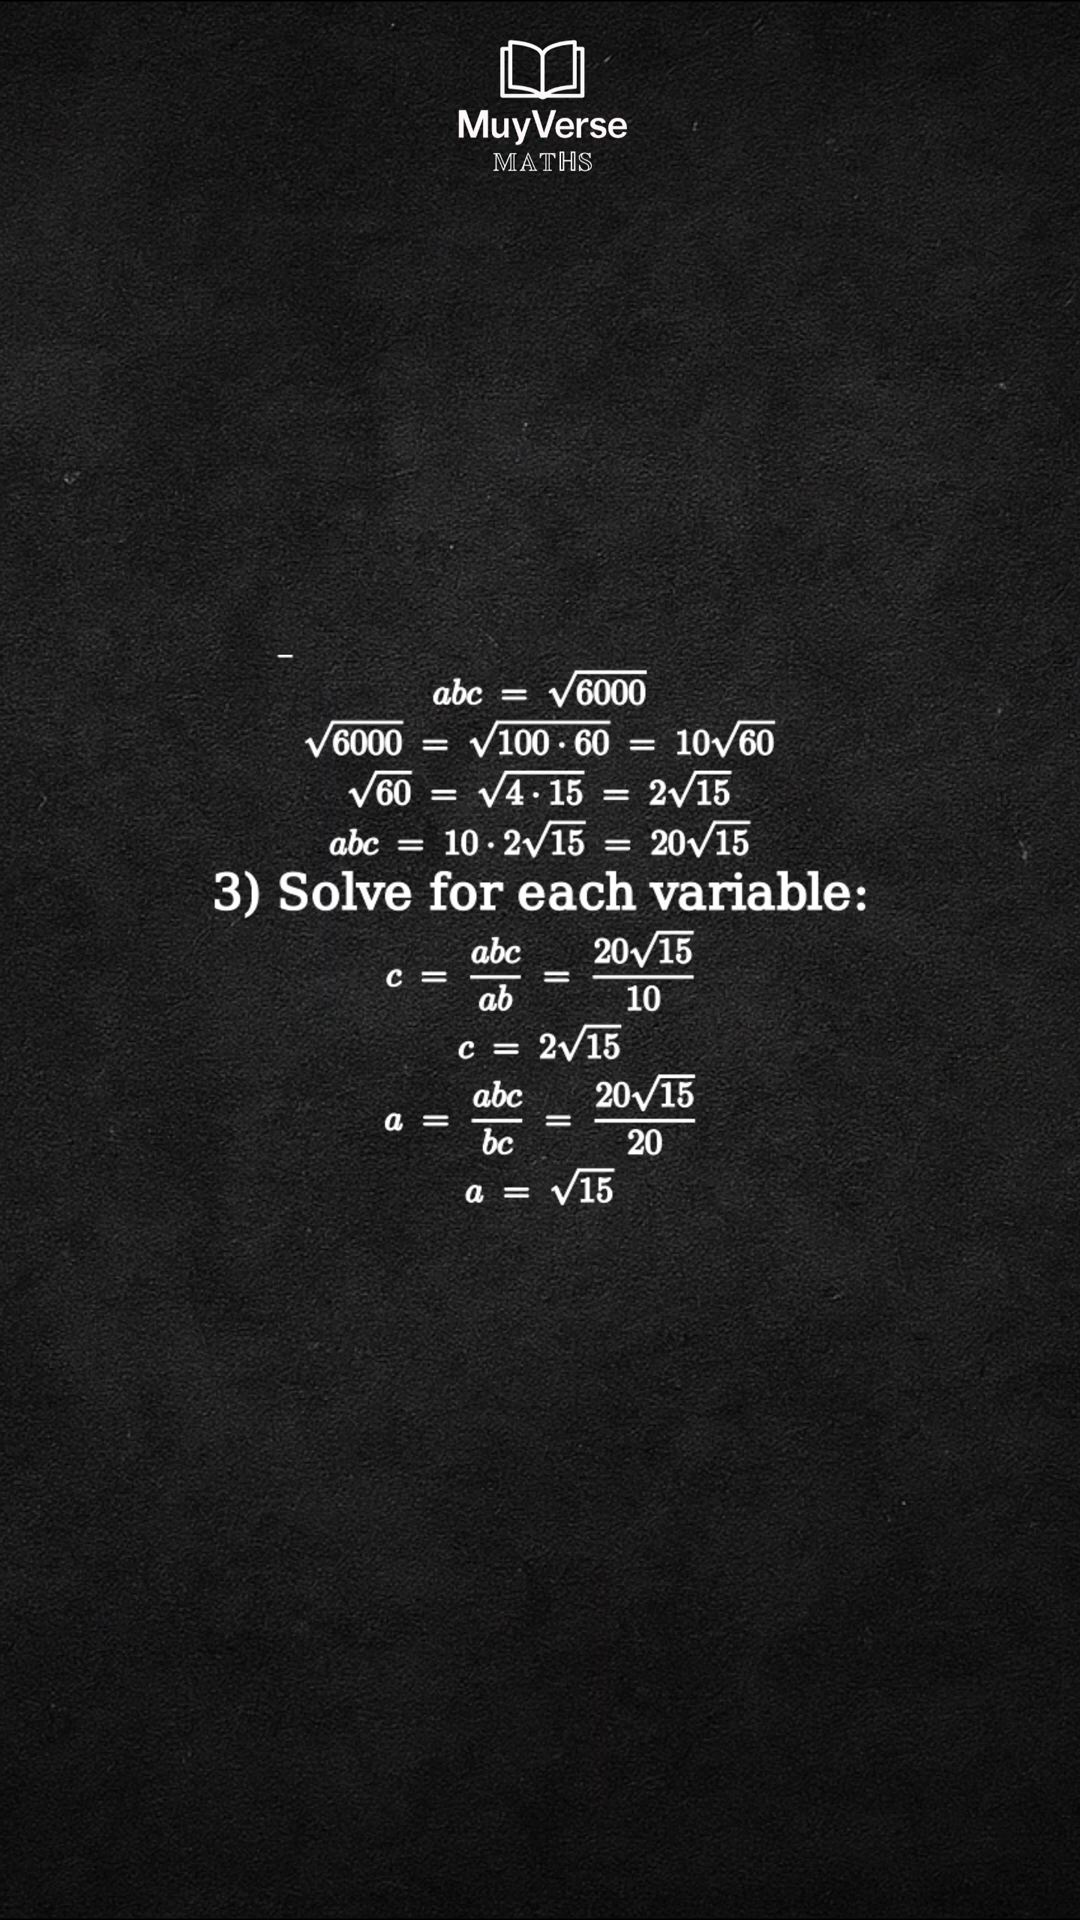 MuyVerse
MATHS
abc = √6000
√6000 = √100 · 60 = 10√60
√60 = √4 · 15 = 2√15
abc = 10 · 2√15 = 20√15
3) Solve for each variable:
c = abc/ab = 20√15/10
c = 2√15
a = abc/bc = 20√15/20
a = √15